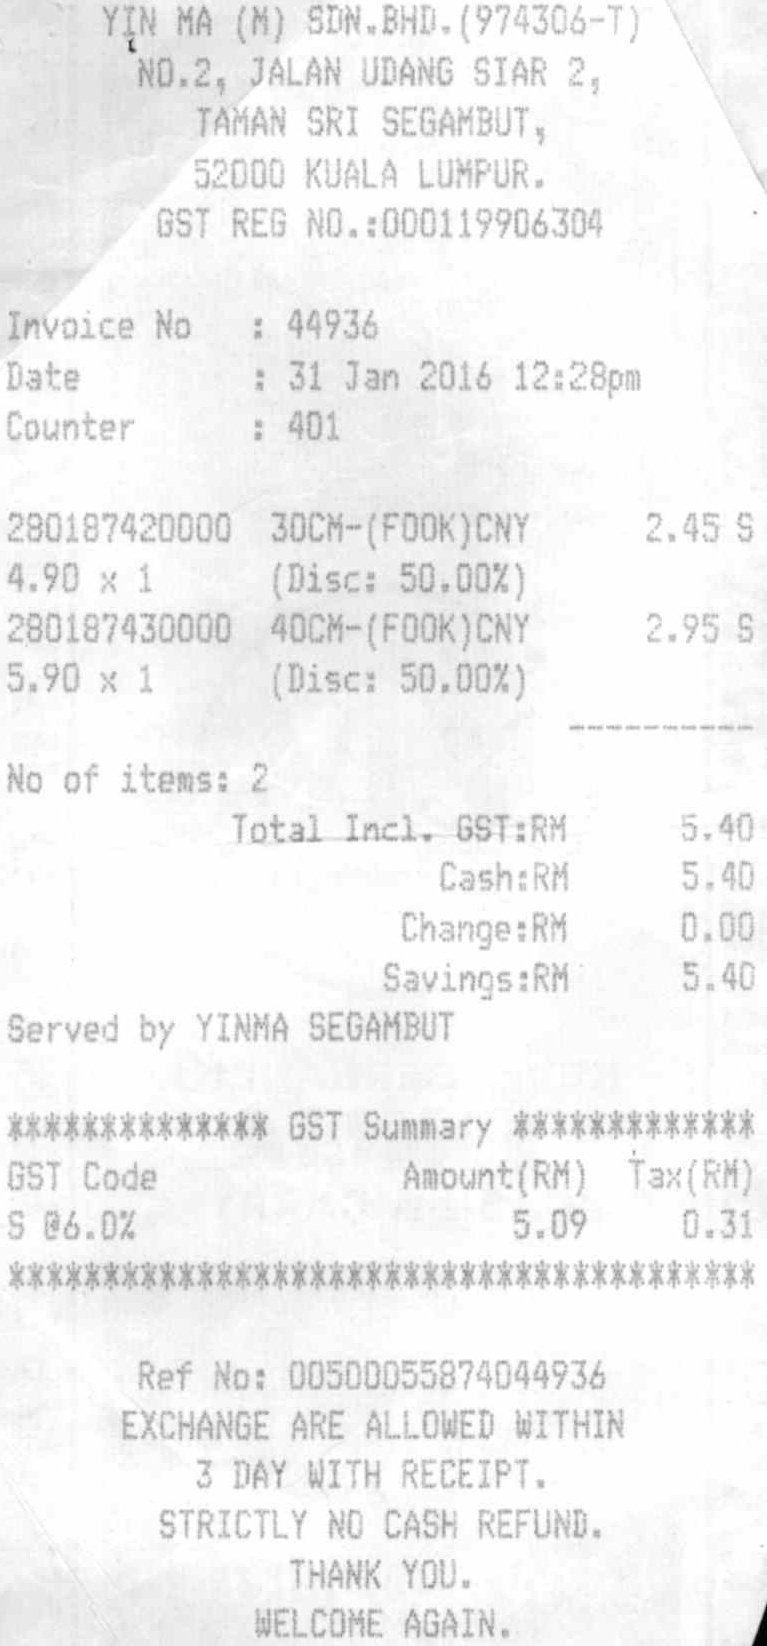 YIN MA (M) SDN.BHD.(974306-T)
NO.2, JALAN UDANG SIAR 2,
TAMAN SRI SEGAMBUT,
52000 KUALA LUMPUR.
GST REG NO.:000119906304
Invoice No : 44936
Date : 31 Jan 2016 12:28pm
Counter : 401
280187420000 30CM-(FOOK)CNY 2.45 S
4.90 x 1 (Disc: 50.00%)
280187430000 40CM-(FOOK)CNY 2.95 S
5.90 x 1 (Disc: 50.00%)
-----------
No of items: 2
Total Incl. GST:RM 5.40
Cash:RM 5.40
Change:RM 0.00
Savings:RM 5.40
Served by YINMA SEGAMBUT
************** GST Summary *************
GST Code Amount(RM) Tax(RM)
S @6.0% 5.09 0.31
****************************************
Ref No: 00500055874044936
EXCHANGE ARE ALLOWED WITHIN
3 DAY WITH RECEIPT.
STRICTLY NO CASH REFUND.
THANK YOU.
WELCOME AGAIN.